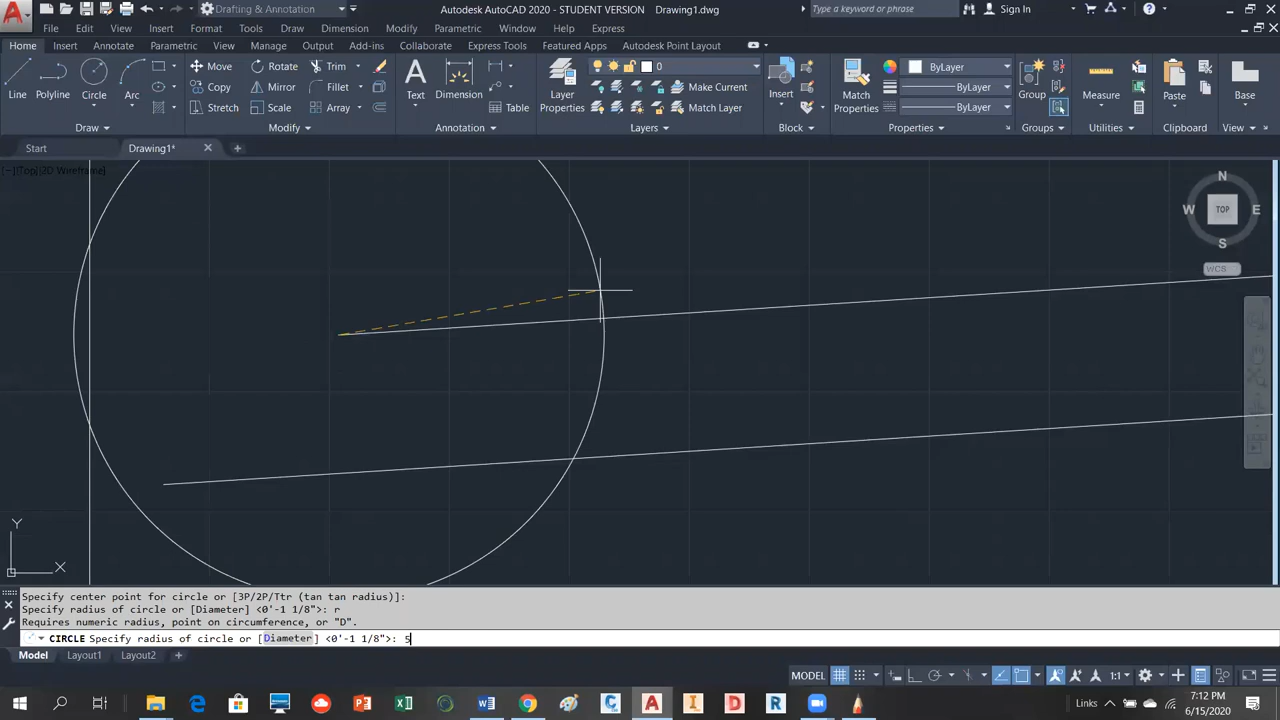 Drafting & Annotation
Autodesk AutoCAD 2020 - STUDENT VERSION Drawing1.dwg
Type a keyword or phrase
Sign In
File Edit View Insert Format Tools Draw Dimension Modify Parametric Window Help Express
Home Insert Annotate Parametric View Manage Output Add-ins Collaborate Express Tools Featured Apps Autodesk Point Layout
Line Polyline Circle Arc
Move Rotate Trim
Copy Mirror Fillet
Stretch Scale Array
Text Dimension Table
Layer Properties
0
Make Current
Match Layer
Insert
Match Properties
ByLayer
ByLayer
ByLayer
Group
Measure
Paste
Base
Draw Modify Annotation Layers Block Properties Groups Utilities Clipboard View
Start Drawing1*
[−][Top][3D Wireframe]
N
W TOP E
S
WCS
Y
X
Specify center point for circle or [3P/2P/Ttr (tan tan radius)]:
Specify radius of circle or [Diameter] <0'-1 1/8">: r
Requires numeric radius, point on circumference, or "D".
CIRCLE Specify radius of circle or [Diameter] <0'-1 1/8">: 5
Model Layout1 Layout2
MODEL 1:1
Links 7:12 PM
6/15/2020